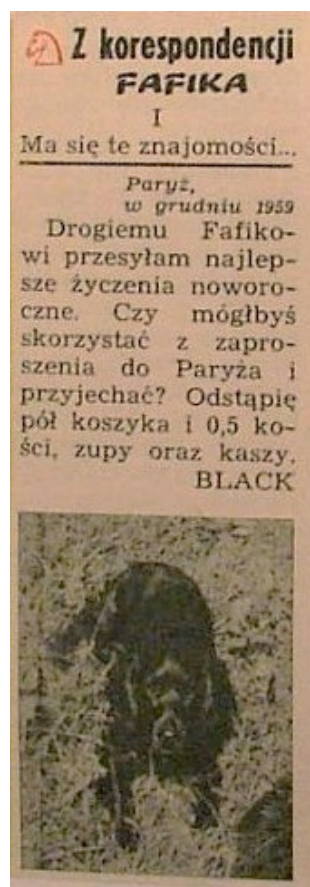 Z korespondencji
FAFIKA
I
Ma się te znajomości...
Paryż,
w grudniu 1959
Drogiemu Fafiko-
wi przesyłam najlep-
sze życzenia noworo-
czne. Czy mógłbyś
skorzystać z zapro-
szenia do Paryża i
przyjechać? Odstąpię
pół koszyka i 0,5 ko-
ści, zupy oraz kaszy.
BLACK